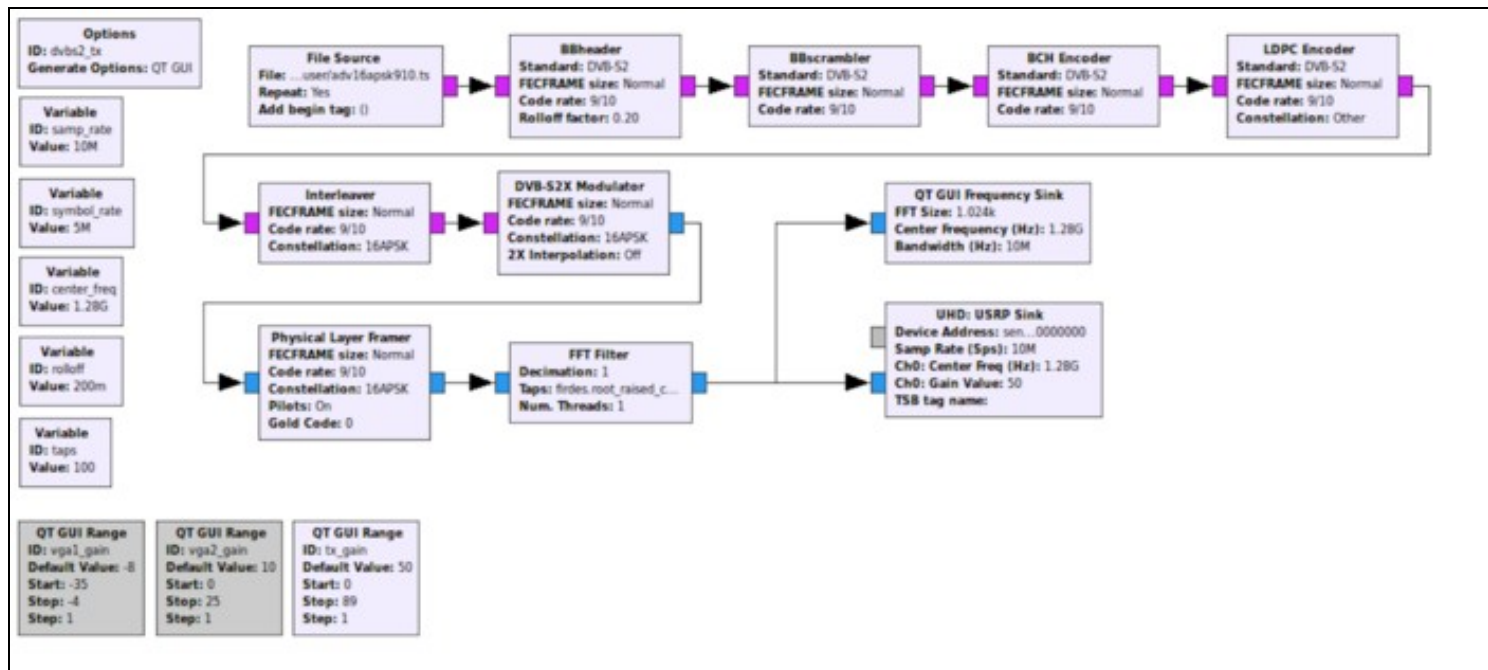 Options
ID: dvbs2_tx
Generate Options: QT GUI
Variable
ID: samp_rate
Value: 10M
Variable
ID: symbol_rate
Value: 5M
Variable
ID: center_freq
Value: 1.28G
Variable
ID: rolloff
Value: 200m
Variable
ID: taps
Value: 100
File Source
File: ...user/adv16apsk910.ts
Repeat: Yes
Add begin tag: ()
BBheader
Standard: DVB-S2
FECFRAME size: Normal
Code rate: 9/10
Rolloff factor: 0.20
BBscrambler
Standard: DVB-S2
FECFRAME size: Normal
Code rate: 9/10
BCH Encoder
Standard: DVB-S2
FECFRAME size: Normal
Code rate: 9/10
LDPC Encoder
Standard: DVB-S2
FECFRAME size: Normal
Code rate: 9/10
Constellation: Other
Interleaver
FECFRAME size: Normal
Code rate: 9/10
Constellation: 16APSK
DVB-S2X Modulator
FECFRAME size: Normal
Code rate: 9/10
Constellation: 16APSK
2X Interpolation: Off
QT GUI Frequency Sink
FFT Size: 1.024k
Center Frequency (Hz): 1.28G
Bandwidth (Hz): 10M
Physical Layer Framer
FECFRAME size: Normal
Code rate: 9/10
Constellation: 16APSK
Pilots: On
Gold Code: 0
FFT Filter
Decimation: 1
Taps: firdes.root_raised_c...
Num. Threads: 1
UHD: USRP Sink
Device Address: sen...0000000
Samp Rate (Sps): 10M
Ch0: Center Freq (Hz): 1.28G
Ch0: Gain Value: 50
TSB tag name:
QT GUI Range
ID: vga1_gain
Default Value: -8
Start: -35
Stop: -4
Step: 1
QT GUI Range
ID: vga2_gain
Default Value: 10
Start: 0
Stop: 25
Step: 1
QT GUI Range
ID: tx_gain
Default Value: 50
Start: 0
Stop: 89
Step: 1